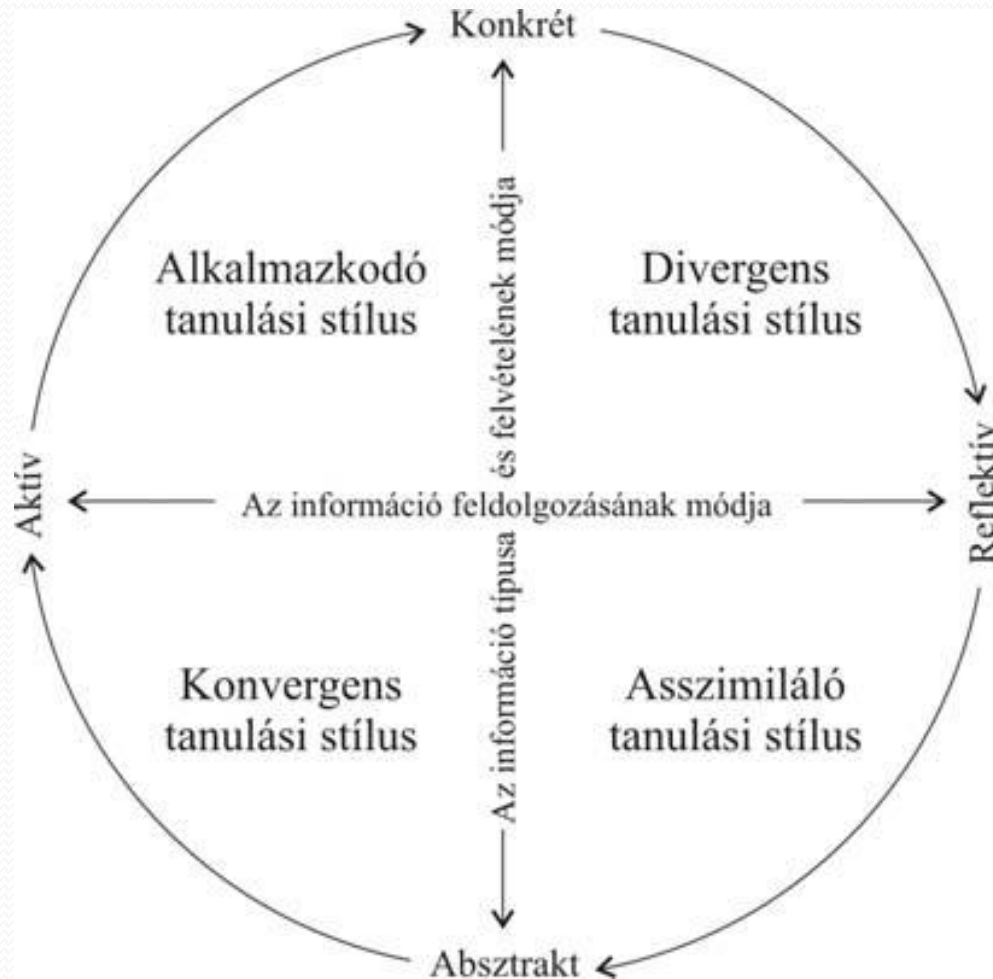 Konkrét
Alkalmazkodó
tanulási stílus
Divergens
tanulási stílus
Aktív
Az információ feldolgozásának módja
Reflektív
Az információ típusa és felvételének módja
Konvergens
tanulási stílus
Asszimiláló
tanulási stílus
Absztrakt